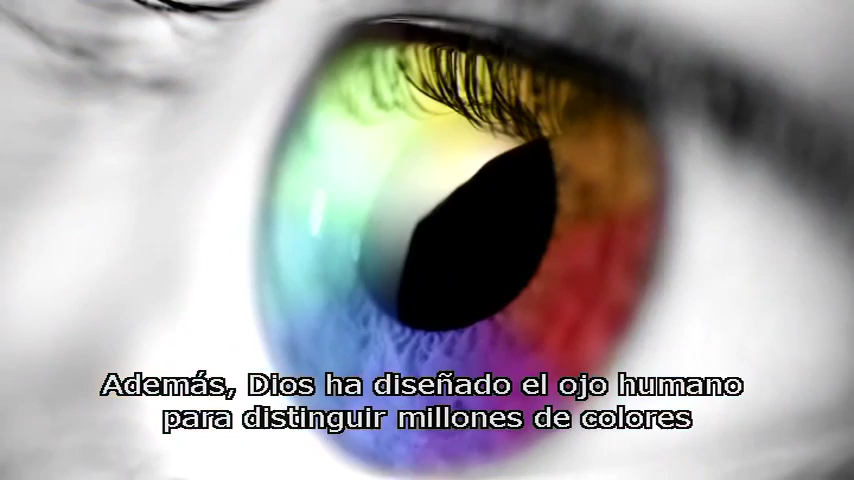 Además, Dios ha diseñado el ojo humano
para distinguir millones de colores